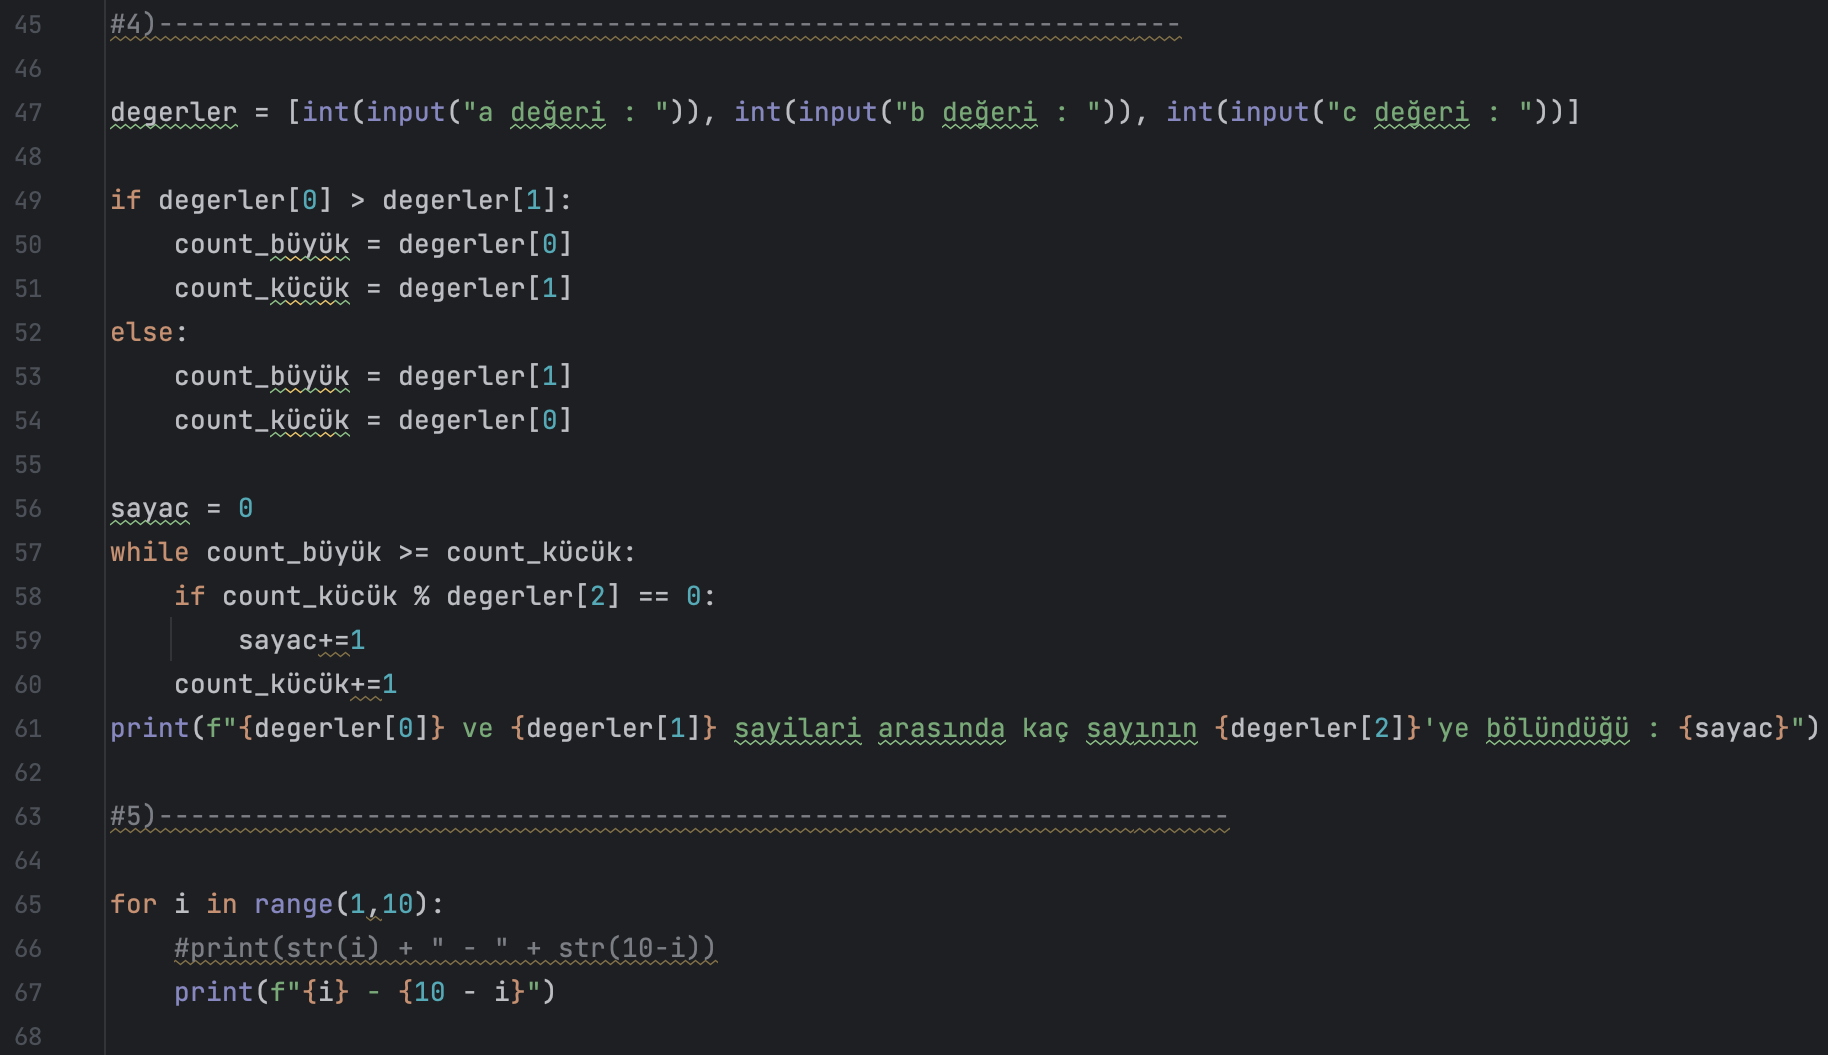 45 #4)----------------------------------------------------------------
46
47 degerler = [int(input("a değeri : ")), int(input("b değeri : ")), int(input("c değeri : "))]
48
49 if degerler[0] > degerler[1]:
50     count_büyük = degerler[0]
51     count_kücük = degerler[1]
52 else:
53     count_büyük = degerler[1]
54     count_kücük = degerler[0]
55
56 sayac = 0
57 while count_büyük >= count_kücük:
58     if count_kücük % degerler[2] == 0:
59         sayac+=1
60     count_kücük+=1
61 print(f"{degerler[0]} ve {degerler[1]} sayilari arasında kaç sayının {degerler[2]}'ye bölündüğü : {sayac}")
62
63 #5)-------------------------------------------------------------------
64
65 for i in range(1,10):
66     #print(str(i) + " - " + str(10-i))
67     print(f"{i} - {10 - i}")
68